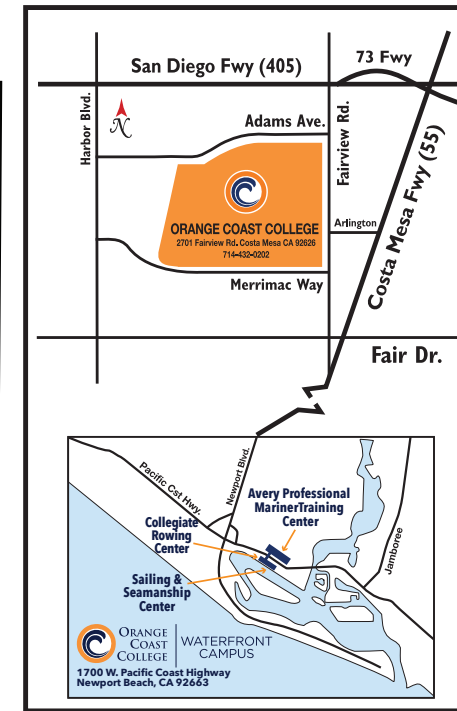 73 Fwy
San Diego Fwy (405)
Harbor Blvd.
N
Adams Ave.
Fairview Rd.
Costa Mesa Fwy (55)
ORANGE COAST COLLEGE
2701 Fairview Rd. Costa Mesa CA 92626
714-432-0202
Arlington
Merrimac Way
Fair Dr.
Pacific Cst Hwy.
Newport Blvd.
Avery Professional
MarinerTraining
Center
Collegiate
Rowing
Center
Jamboree
Sailing &
Seamanship
Center
ORANGE
COAST
COLLEGE
WATERFRONT
CAMPUS
1700 W. Pacific Coast Highway
Newport Beach, CA 92663